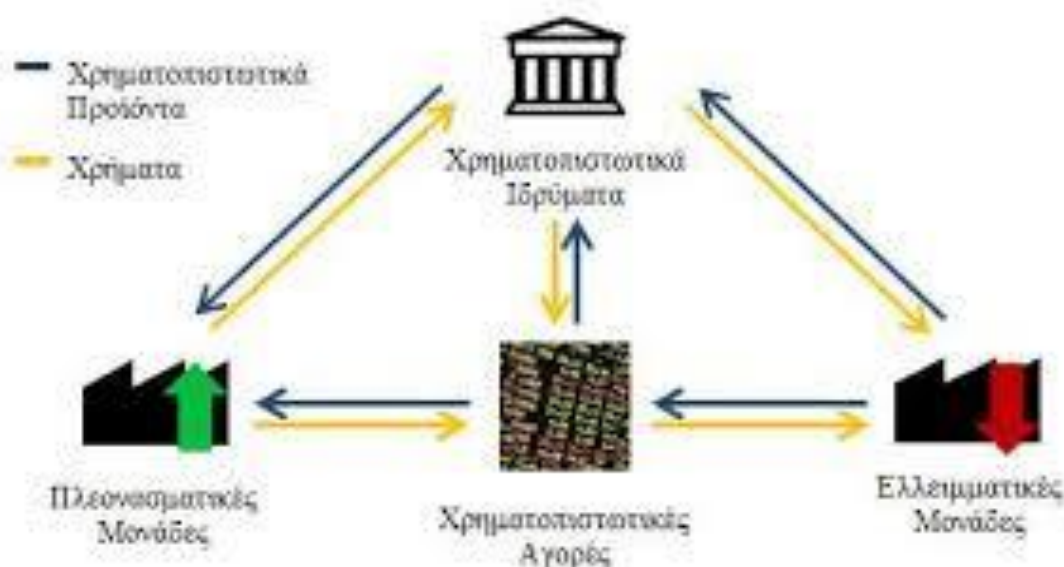 Χρηματοπιστωτικά
Προϊόντα
Χρήματα
Χρηματοπιστωτικά
Ιδρύματα
Πλεονασματικές
Μονάδες
Χρηματοπιστωτικές
Αγορές
Ελλειμματικές
Μονάδες